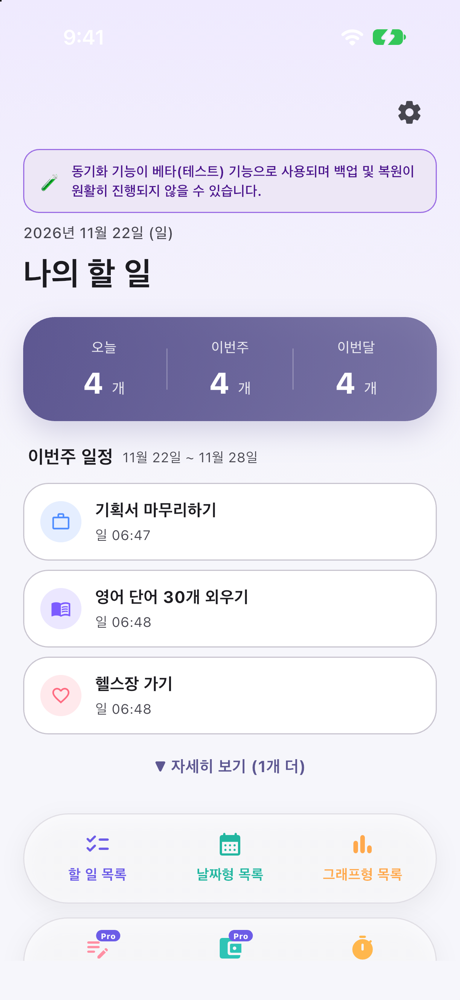 9:41
동기화 기능이 베타(테스트) 기능으로 사용되며 백업 및 복원이
원활히 진행되지 않을 수 있습니다.
2026년 11월 22일 (일)
나의 할 일
오늘 이번주 이번달
4 개 4 개 4 개
이번주 일정 11월 22일 ~ 11월 28일
기획서 마무리하기
일 06:47
영어 단어 30개 외우기
일 06:48
헬스장 가기
일 06:48
▼ 자세히 보기 (1개 더)
할 일 목록 날짜형 목록 그래프형 목록
Pro Pro